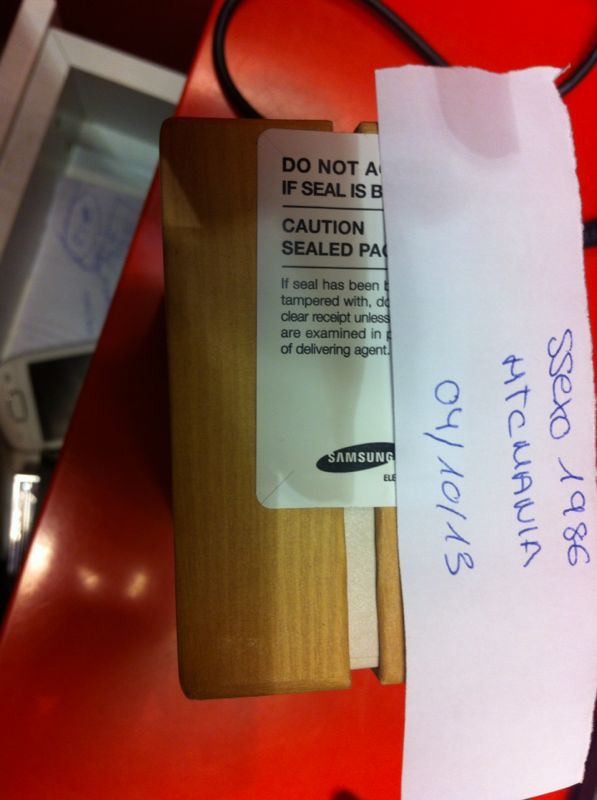 DO NOT A
IF SEAL IS B
CAUTION
SEALED PAC
If seal has been b
tampered with, do
clear receipt unless
are examined in p
of delivering agent.
SAMSUNG
ELE
SSexo 1986
HTCMANIA
04/10/13